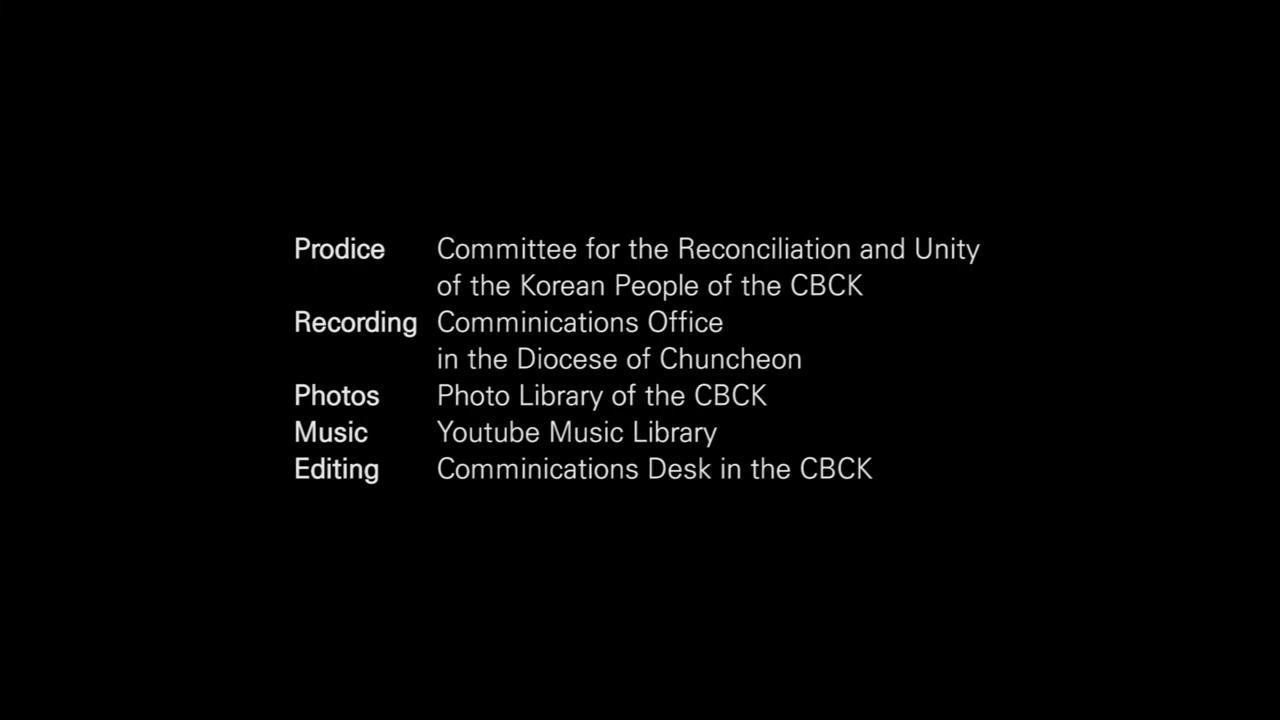 Prodice Committee for the Reconciliation and Unity
of the Korean People of the CBCK
Recording Comminications Office
in the Diocese of Chuncheon
Photos Photo Library of the CBCK
Music Youtube Music Library
Editing Comminications Desk in the CBCK